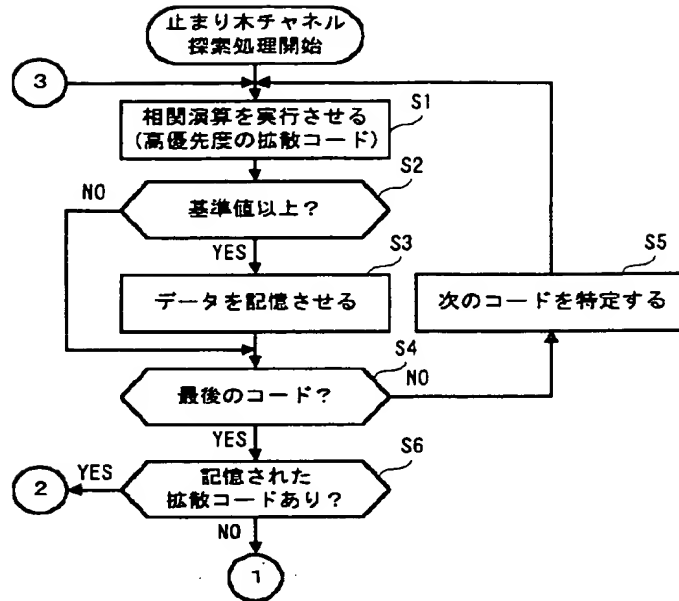 止まり木チャネル
探索処理開始
3
S1
相関演算を実行させる
(高優先度の拡散コード)
S2
NO
基準値以上?
YES
S3
データを記憶させる
S5
次のコードを特定する
S4
最後のコード?
NO
YES
S6
記憶された
拡散コードあり?
YES
2
NO
1